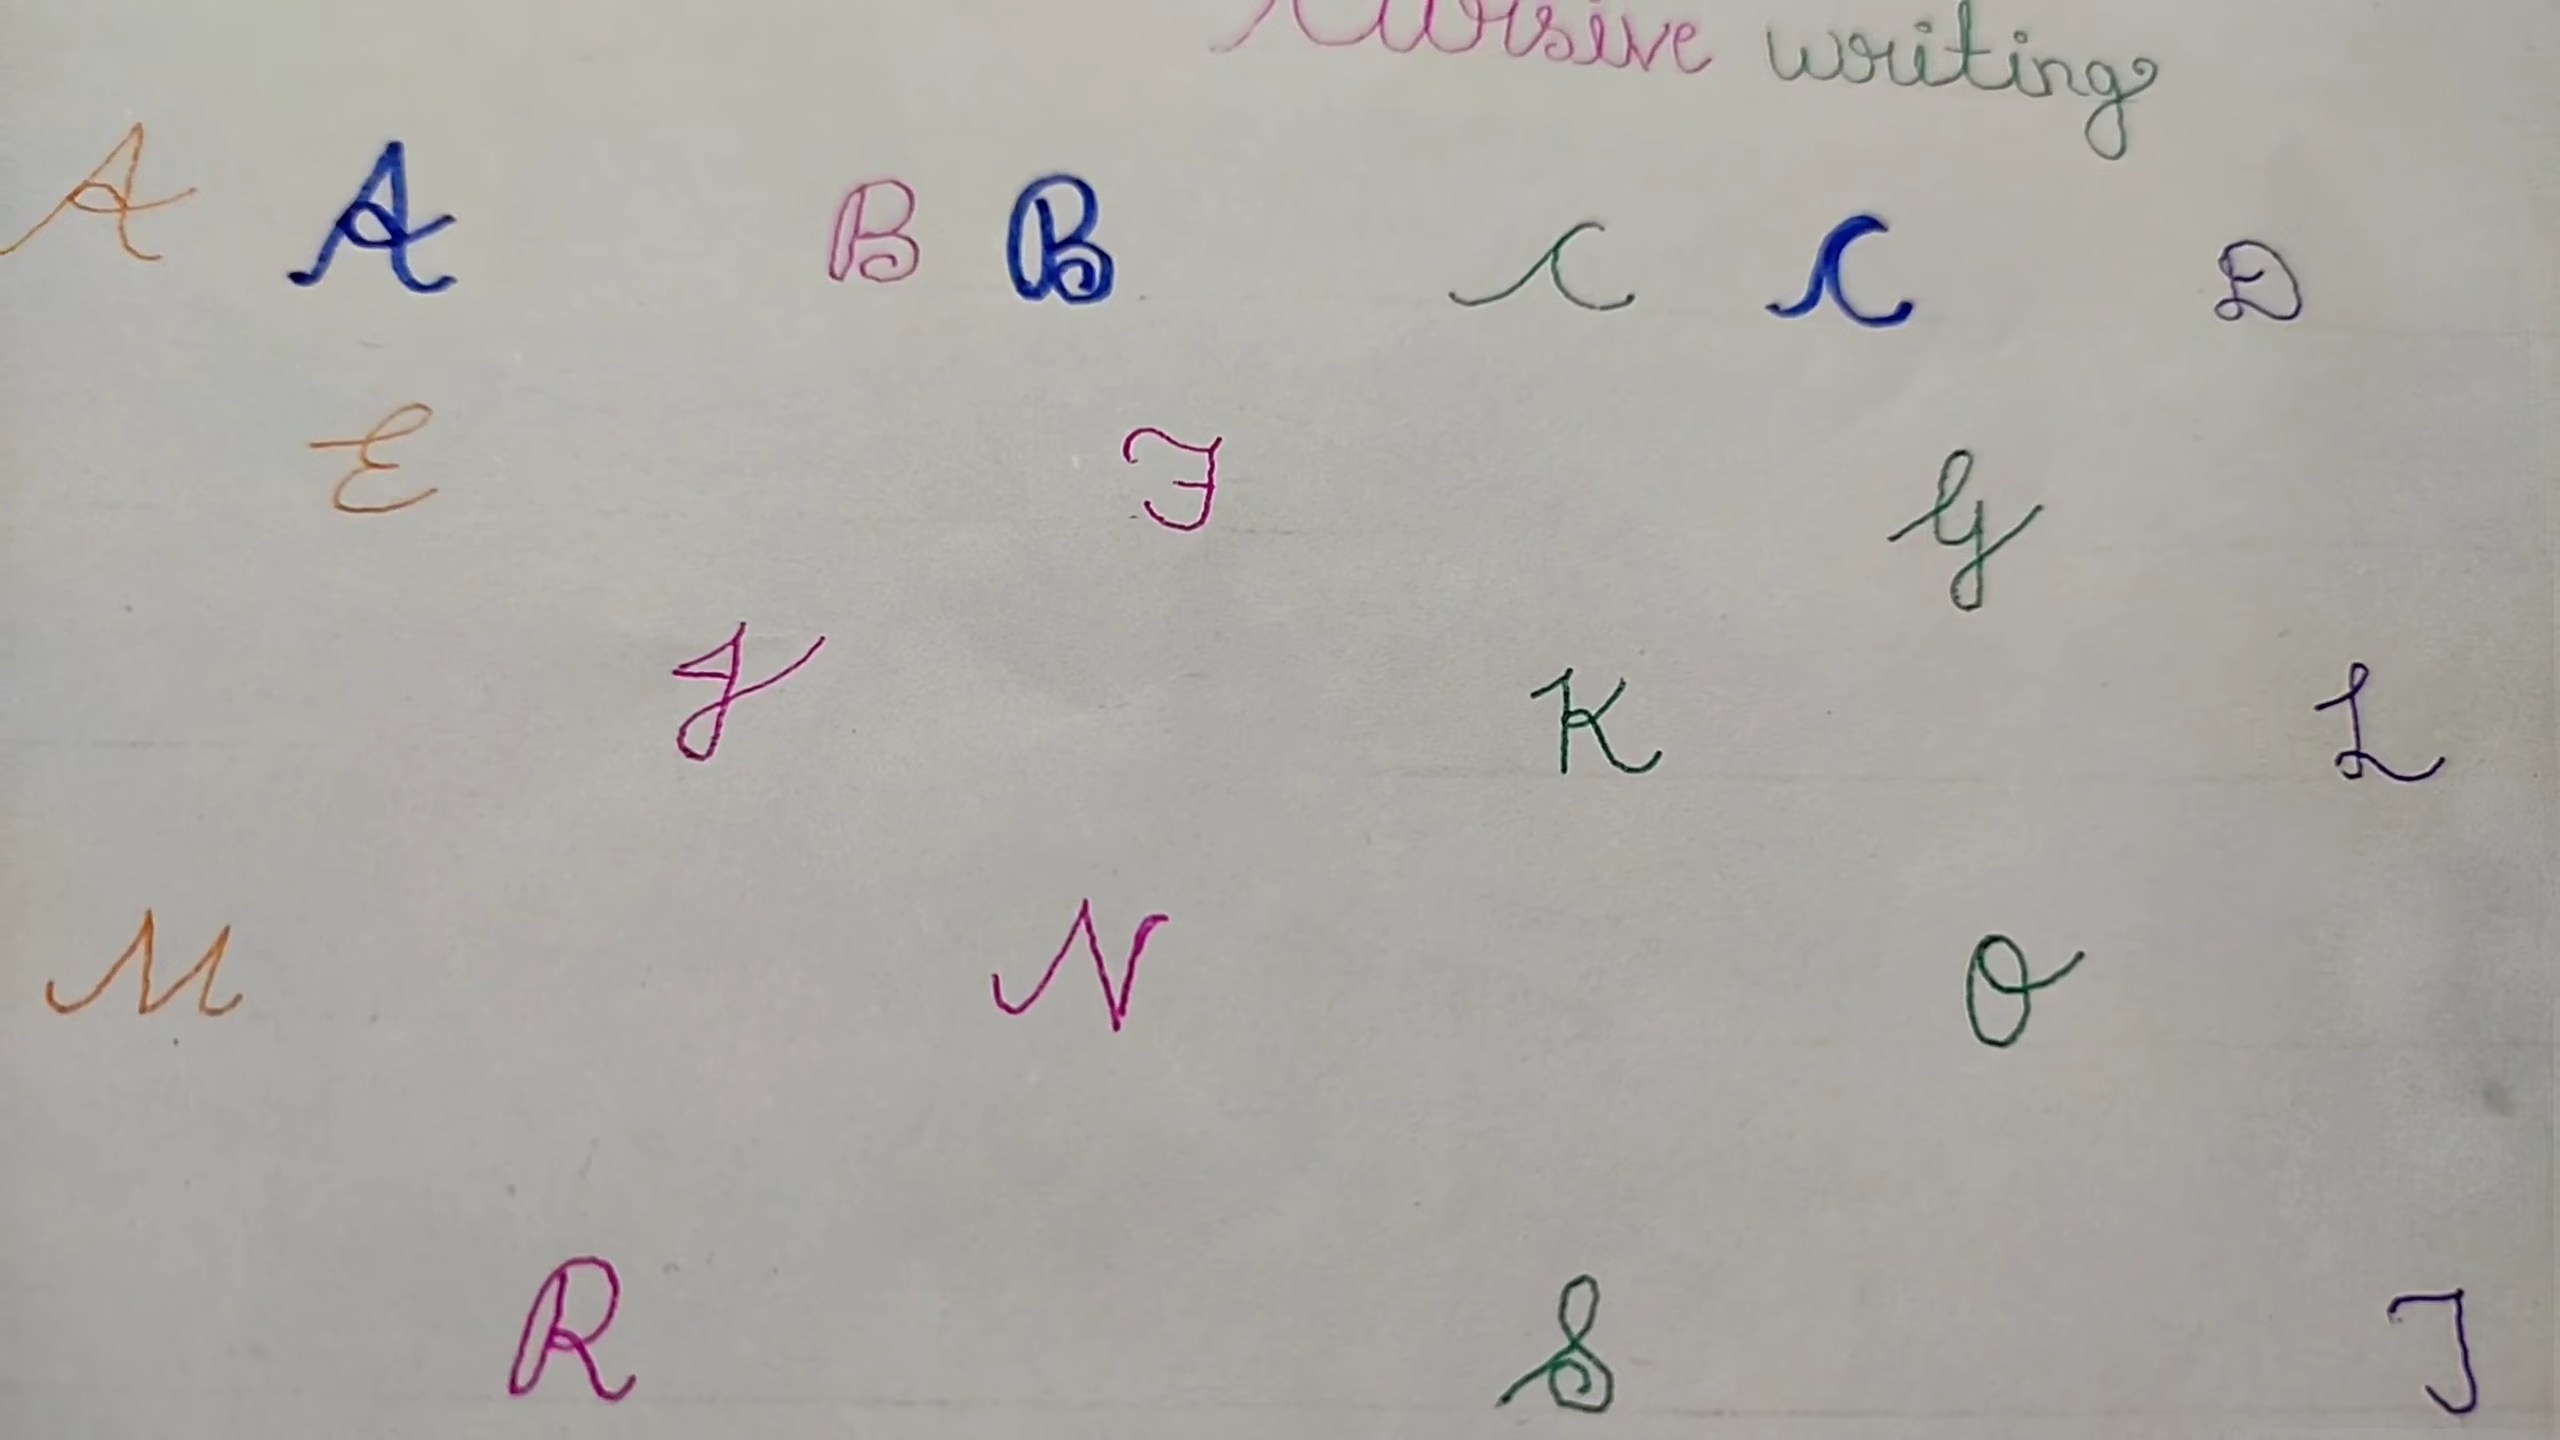 Cursive writing
A A B B C C D
E F G
J K L
M N O
R S T